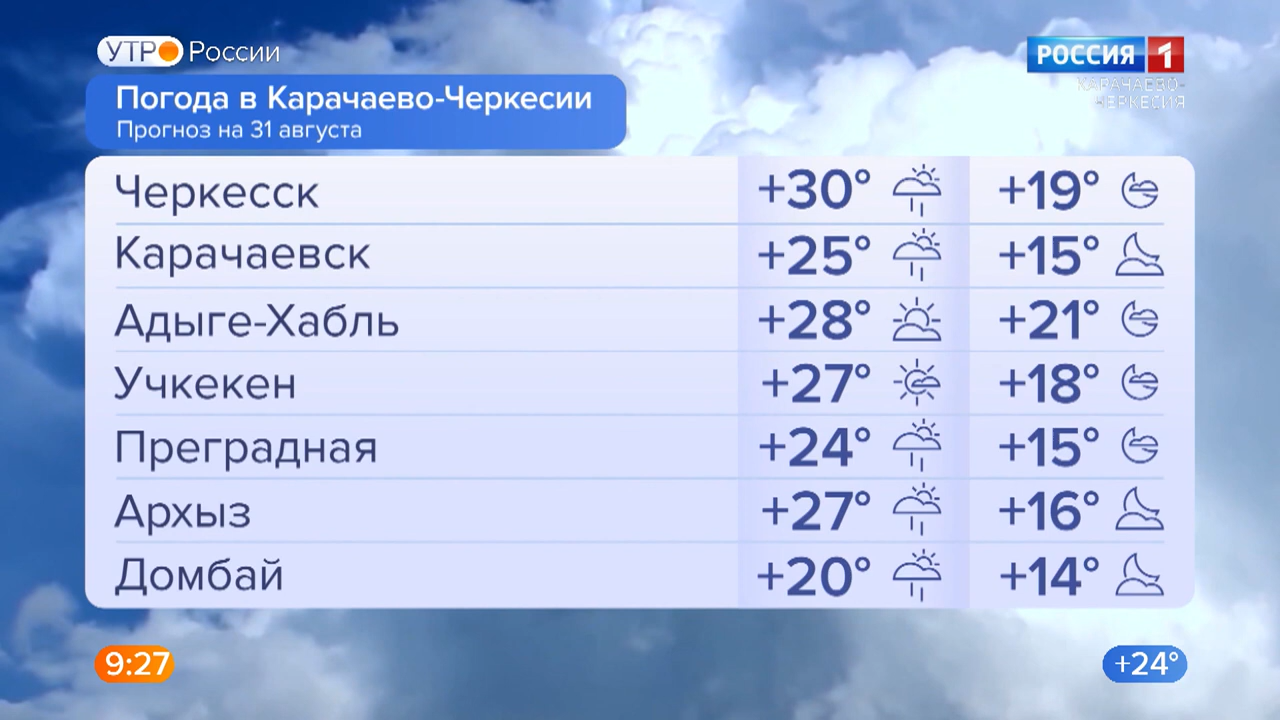 УТРО России
РОССИЯ 1
КАРАЧАЕВО-
ЧЕРКЕСИЯ
Погода в Карачаево-Черкесии
Прогноз на 31 августа
Черкесск +30° +19°
Карачаевск +25° +15°
Адыге-Хабль +28° +21°
Учкекен +27° +18°
Преградная +24° +15°
Архыз +27° +16°
Домбай +20° +14°
9:27 +24°